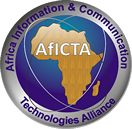 Africa Information & Communication
AfICTA
Technologies Alliance